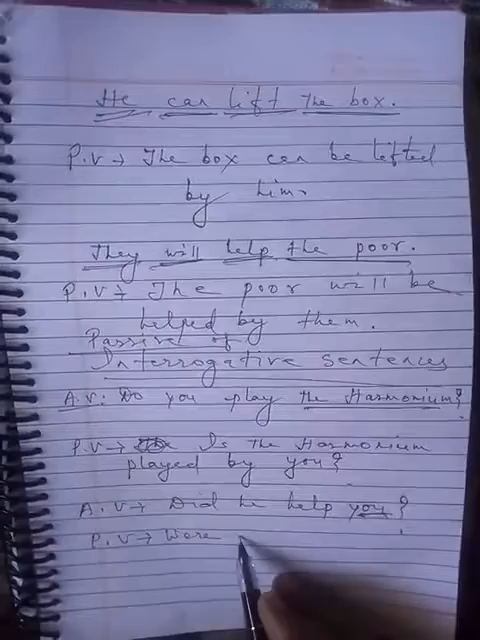 He can lift The box.
P.V → The box can be lifted
by him.
They will help the poor.
P.V → The poor will be
helped by them.
Passive of
Interrogative sentences
A.V: Do you play the Harmonium?
P.V → Is The Harmonium
played by you?
A.V → Did he help you?
P.V → Were